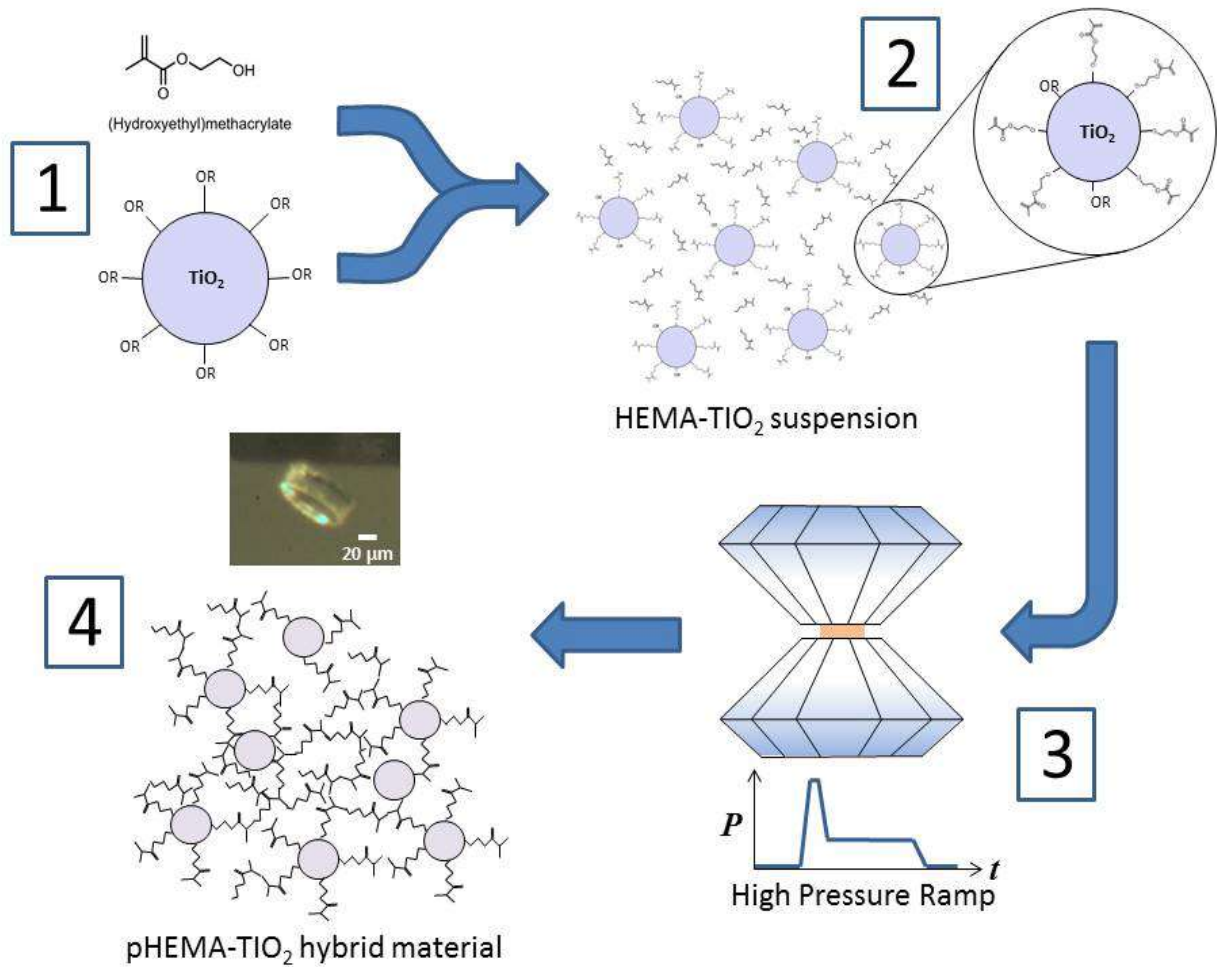 OH
O
O
(Hydroxyethyl)methacrylate
1
OR
OR
OR
OR
TiO₂
OR
OR
OR
OR
2
OR
TiO₂
OR
HEMA-TIO₂ suspension
3
P
t
High Pressure Ramp
20 µm
4
pHEMA-TIO₂ hybrid material